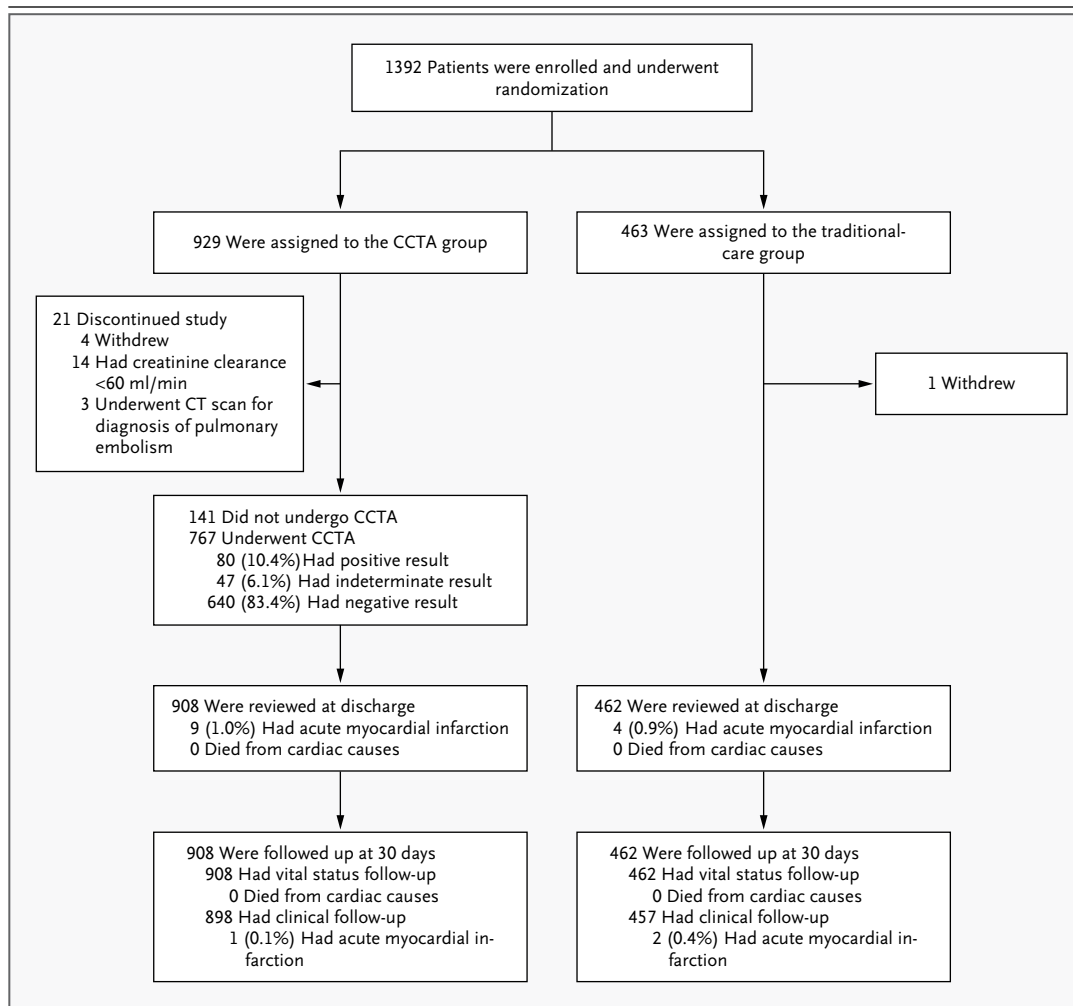 1392 Patients were enrolled and underwent
randomization
929 Were assigned to the CCTA group
463 Were assigned to the traditional-
care group
21 Discontinued study
4 Withdrew
14 Had creatinine clearance
<60 ml/min
3 Underwent CT scan for
diagnosis of pulmonary
embolism
1 Withdrew
141 Did not undergo CCTA
767 Underwent CCTA
80 (10.4%)Had positive result
47 (6.1%) Had indeterminate result
640 (83.4%) Had negative result
908 Were reviewed at discharge
9 (1.0%) Had acute myocardial infarction
0 Died from cardiac causes
462 Were reviewed at discharge
4 (0.9%) Had acute myocardial infarction
0 Died from cardiac causes
908 Were followed up at 30 days
908 Had vital status follow-up
0 Died from cardiac causes
898 Had clinical follow-up
1 (0.1%) Had acute myocardial in-
farction
462 Were followed up at 30 days
462 Had vital status follow-up
0 Died from cardiac causes
457 Had clinical follow-up
2 (0.4%) Had acute myocardial in-
farction